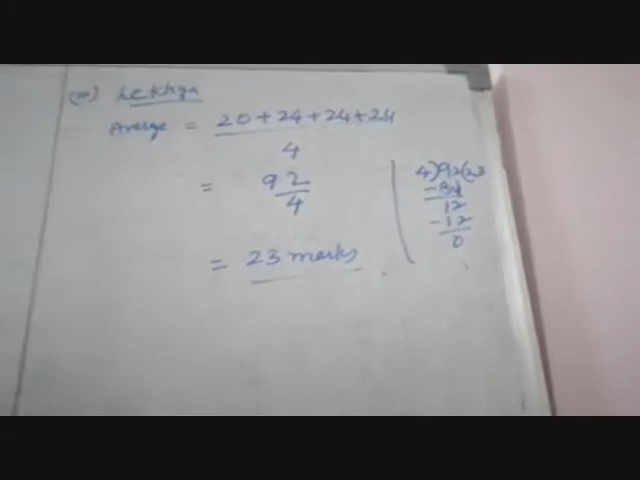 Lekhya
Average = 20+24+24+24
4
= 92
4
= 23 marks
4)92(23
-8
12
-12
0